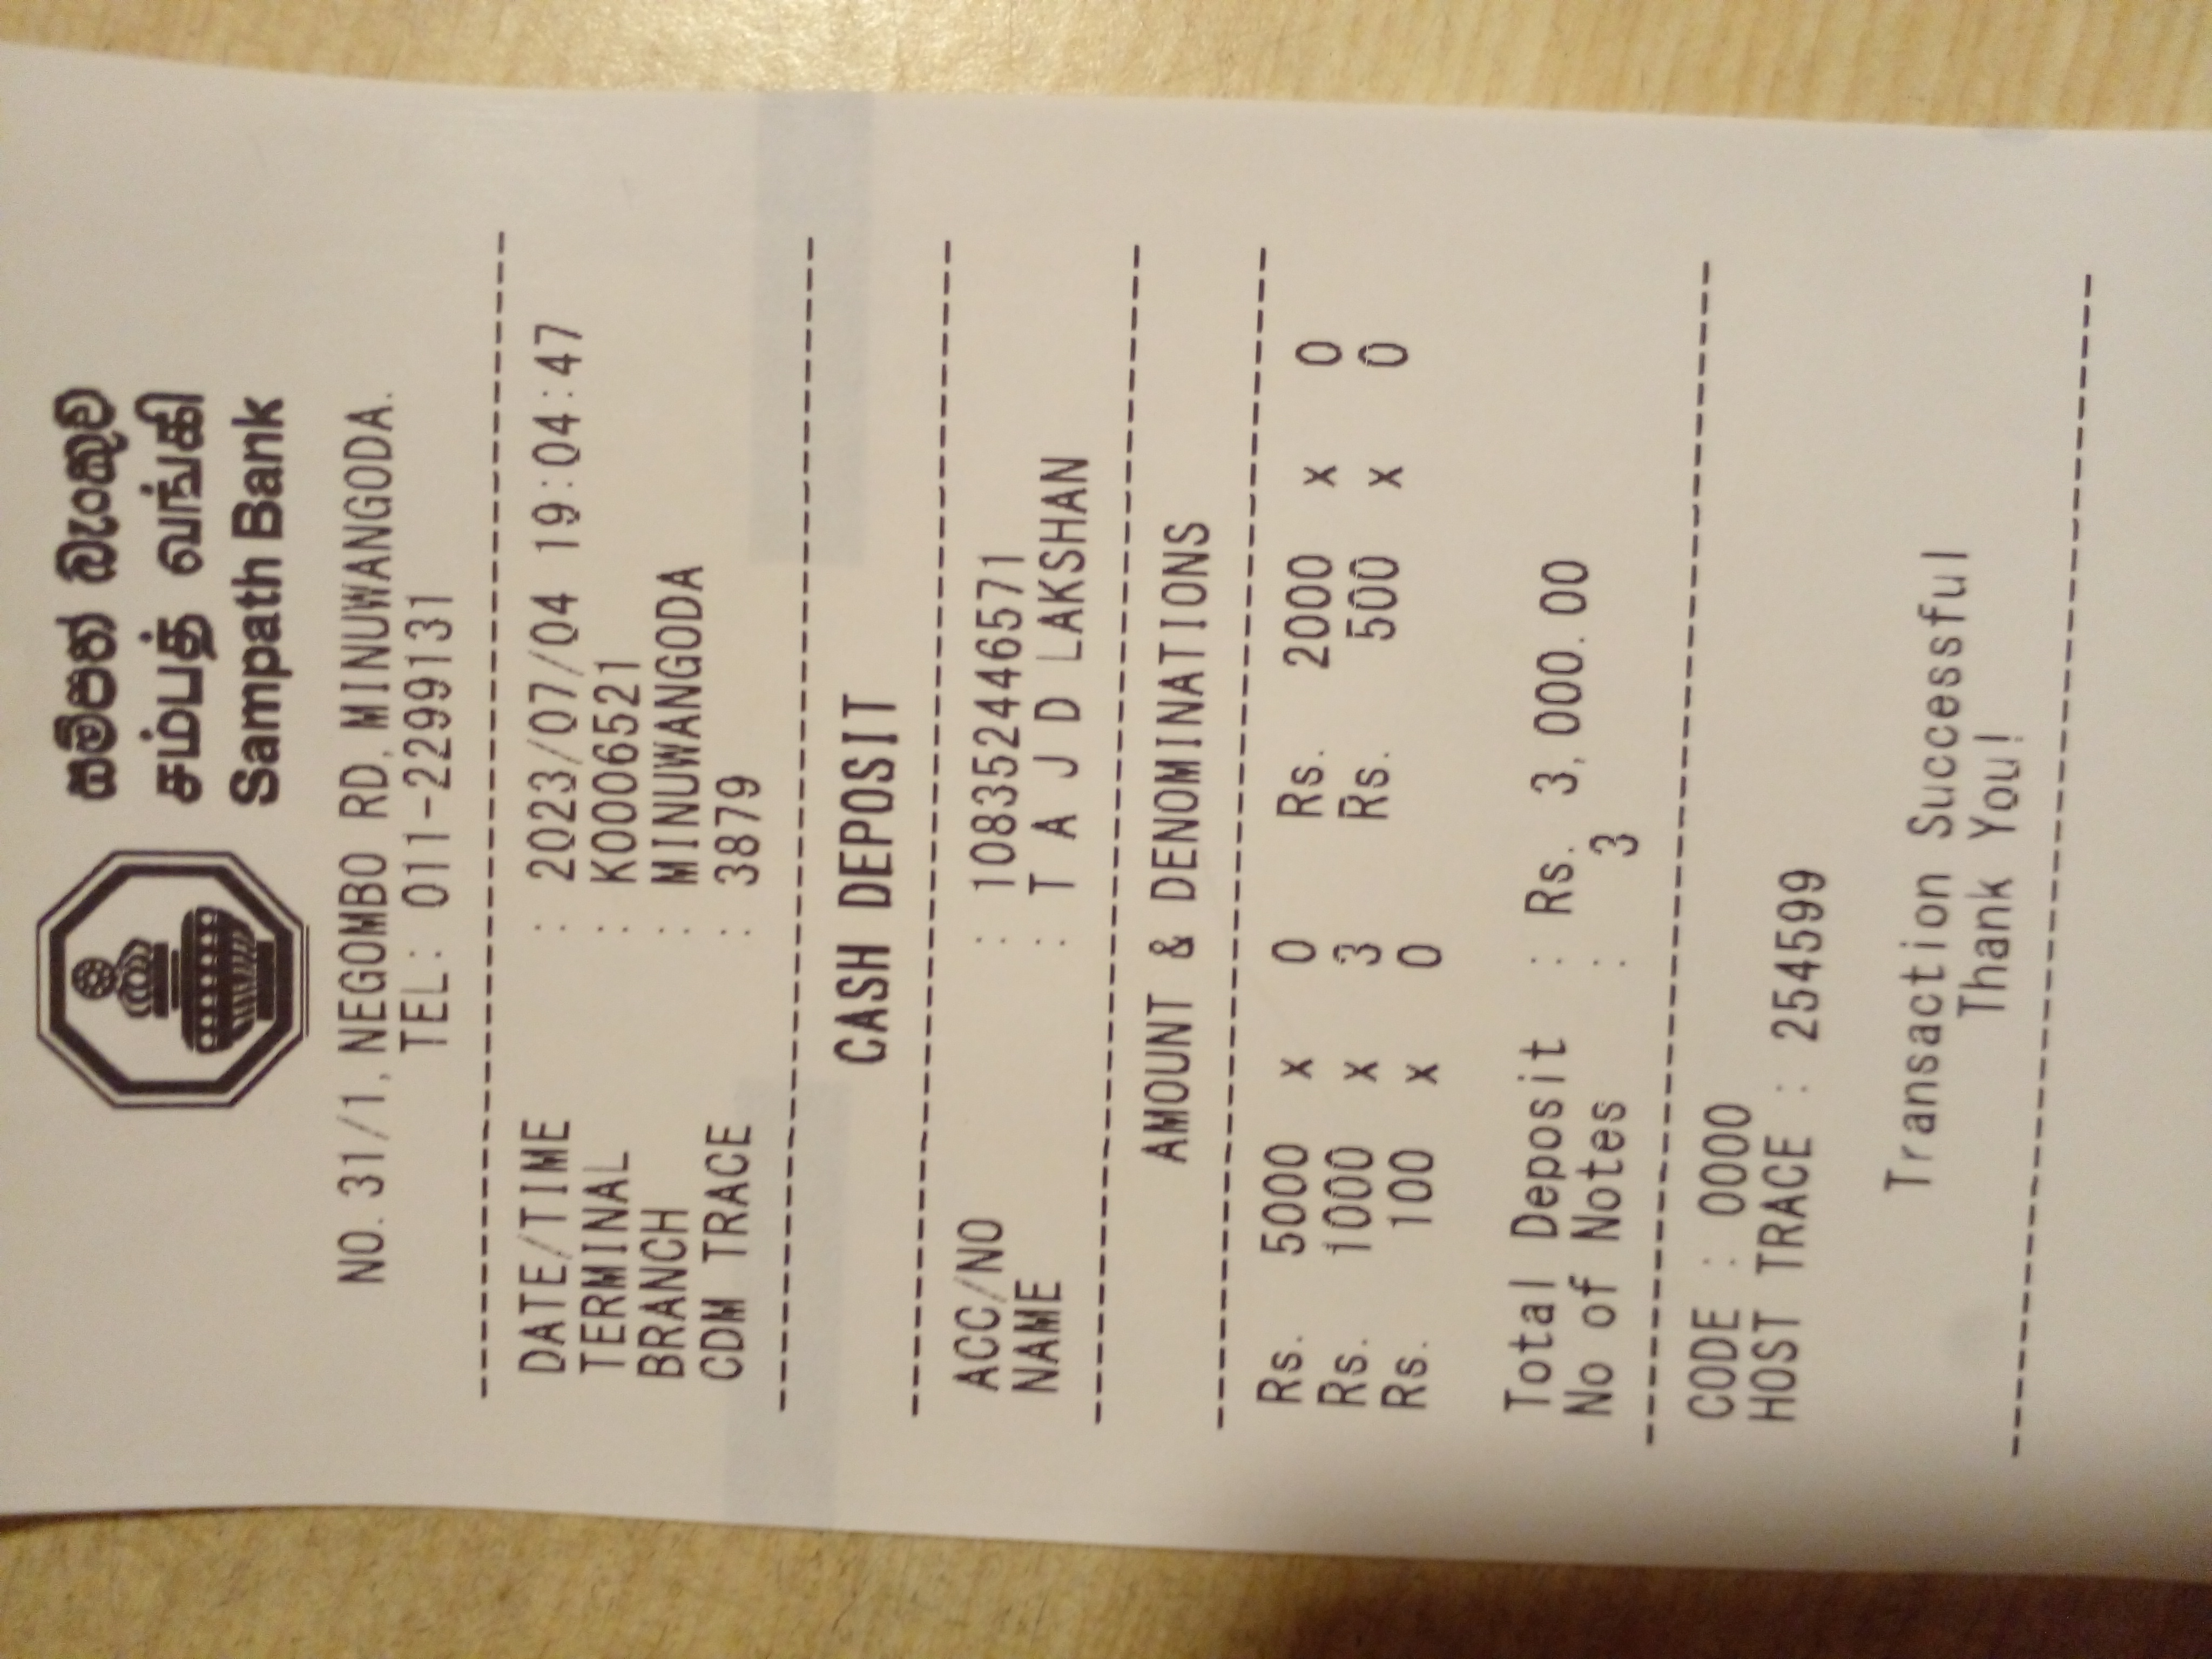 සම්පත් බැංකුව
சம்பத் வங்கி
Sampath Bank
NO.31/1, NEGOMBO RD, MINUWANGODA.
TEL: 011-2299131
DATE/TIME : 2023/07/04 19:04:47
TERMINAL : K0006521
BRANCH : MINUWANGODA
CDM TRACE : 3879
CASH DEPOSIT
ACC/NO : 108352446571
NAME : T A J D LAKSHAN
AMOUNT & DENOMINATIONS
Rs. 5000 x 0 Rs. 2000 x 0
Rs. 1000 x 3 Rs. 500 x 0
Rs. 100 x 0
Total Deposit : Rs. 3,000.00
No of Notes : 3
CODE : 0000
HOST TRACE : 254599
Transaction Successful
Thank You!